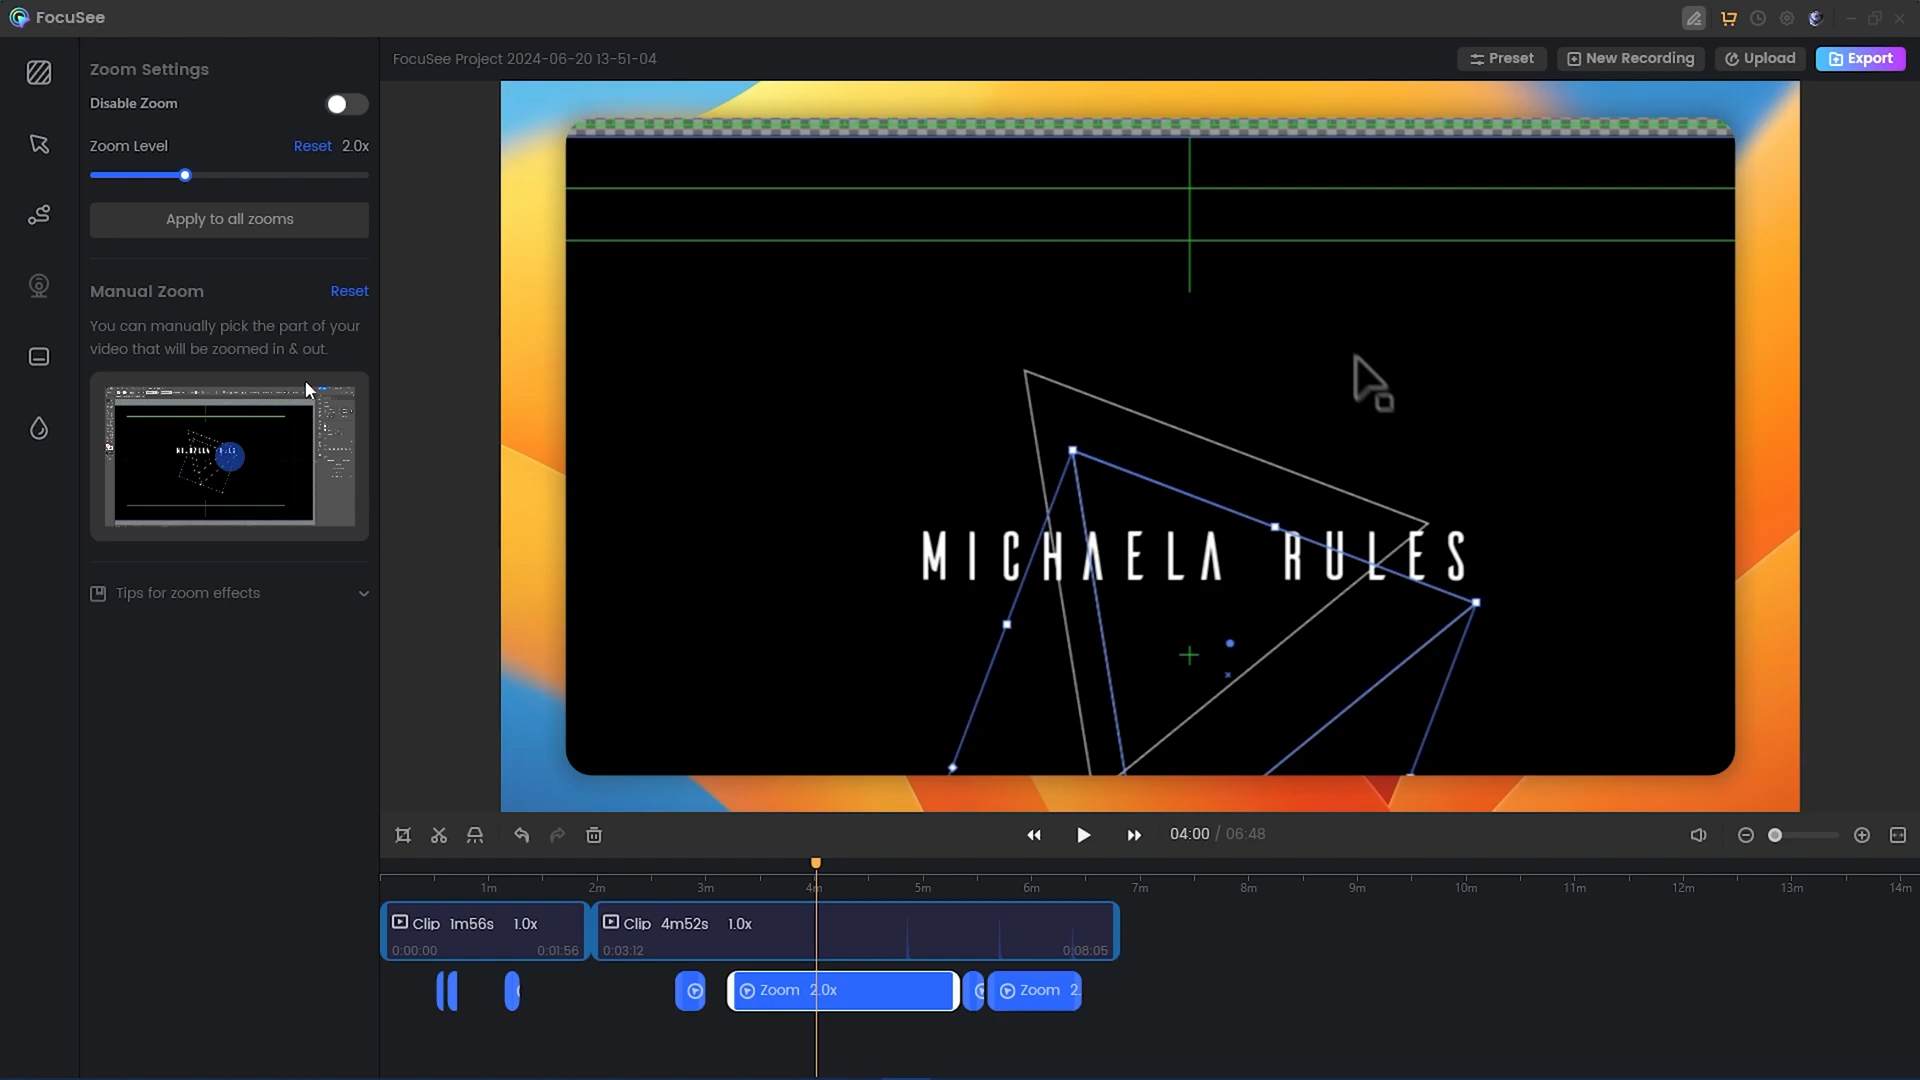 FocuSee
Zoom Settings
Disable Zoom
Zoom Level Reset 2.0x
Apply to all zooms
Manual Zoom Reset
You can manually pick the part of your
video that will be zoomed in & out.
Tips for zoom effects
FocuSee Project 2024-06-20 13-51-04
Preset New Recording Upload Export
MICHAELA RULES
04:00 / 06:48
1m 2m 3m 4m 5m 6m 7m 8m 9m 10m 11m 12m 13m 14m
Clip 1m56s 1.0x
0:00:00 0:01:56
Clip 4m52s 1.0x
0:03:12 0:08:05
Zoom 2.0x
Zoom 2.